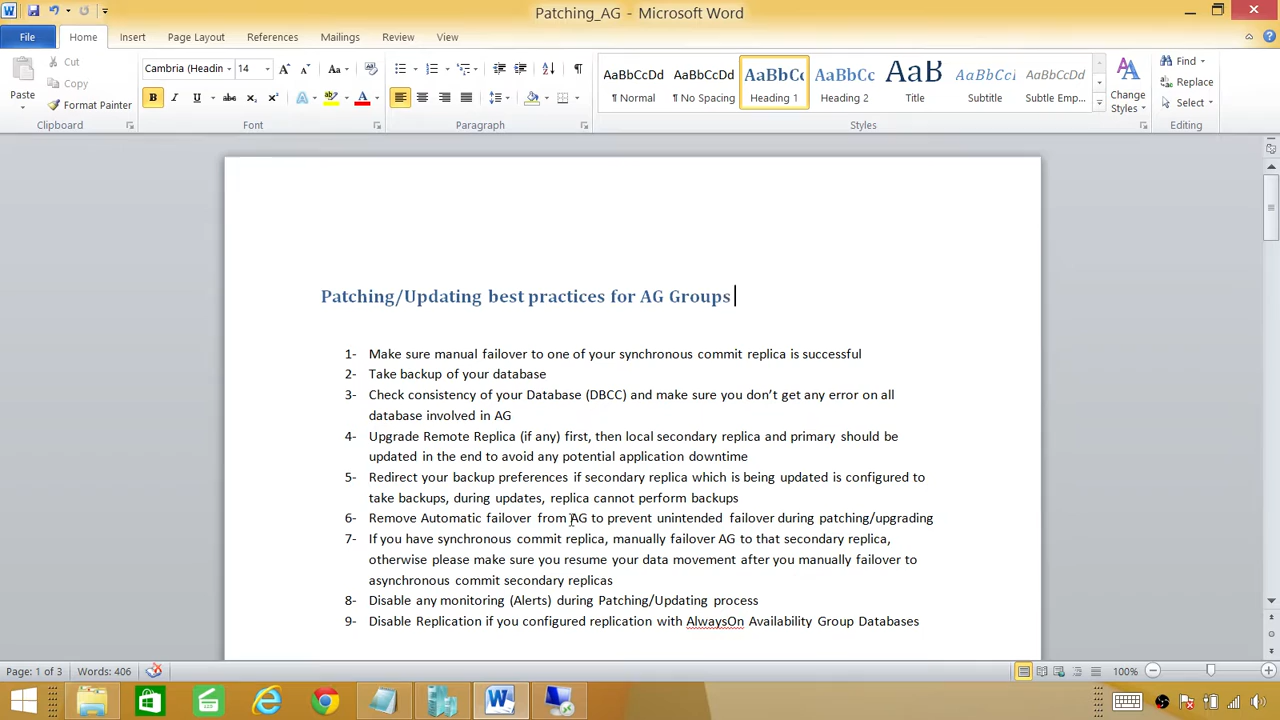 Patching_AG - Microsoft Word
File Home Insert Page Layout References Mailings Review View
Paste Cut Copy Format Painter
Cambria (Headin 14
AaBbCcDd AaBbCcDd AaBbCc AaBbCc AaB AaBbCcI AaBbCcDd
¶ Normal ¶ No Spacing Heading 1 Heading 2 Title Subtitle Subtle Emp...
Change Styles
Find Replace Select
Clipboard Font Paragraph Styles Editing
Patching/Updating best practices for AG Groups
1- Make sure manual failover to one of your synchronous commit replica is successful
2- Take backup of your database
3- Check consistency of your Database (DBCC) and make sure you don’t get any error on all
database involved in AG
4- Upgrade Remote Replica (if any) first, then local secondary replica and primary should be
updated in the end to avoid any potential application downtime
5- Redirect your backup preferences if secondary replica which is being updated is configured to
take backups, during updates, replica cannot perform backups
6- Remove Automatic failover from AG to prevent unintended failover during patching/upgrading
7- If you have synchronous commit replica, manually failover AG to that secondary replica,
otherwise please make sure you resume your data movement after you manually failover to
asynchronous commit secondary replicas
8- Disable any monitoring (Alerts) during Patching/Updating process
9- Disable Replication if you configured replication with AlwaysOn Availability Group Databases
Page: 1 of 3 Words: 406 100%